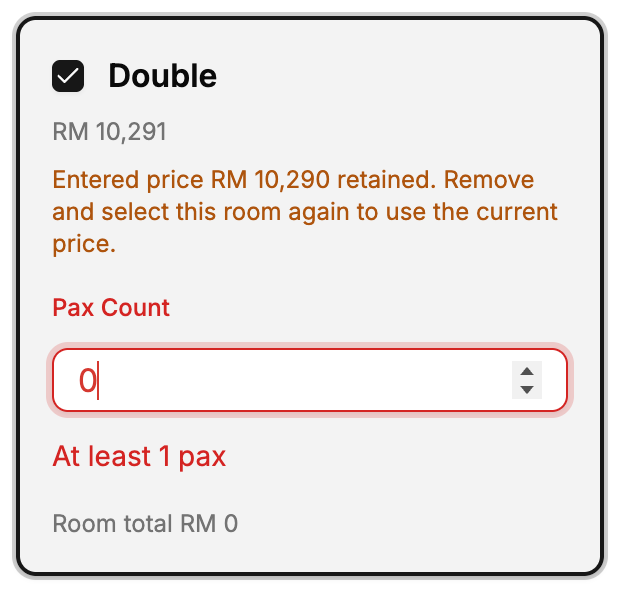 Double
RM 10,291
Entered price RM 10,290 retained. Remove
and select this room again to use the current
price.
Pax Count
0
At least 1 pax
Room total RM 0